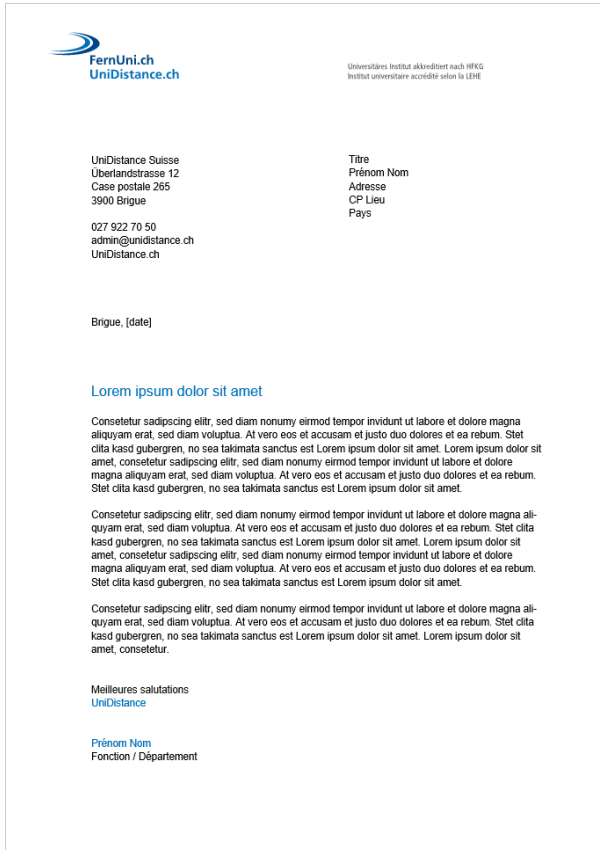 FernUni.ch
UniDistance.ch
Universitäres Institut akkreditiert nach HFKG
Institut universitaire accrédité selon la LEHE
UniDistance Suisse
Überlandstrasse 12
Case postale 265
3900 Brigue
027 922 70 50
admin@unidistance.ch
UniDistance.ch
Titre
Prénom Nom
Adresse
CP Lieu
Pays
Brigue, [date]
Lorem ipsum dolor sit amet
Consetetur sadipscing elitr, sed diam nonumy eirmod tempor invidunt ut labore et dolore magna
aliquyam erat, sed diam voluptua. At vero eos et accusam et justo duo dolores et ea rebum. Stet
clita kasd gubergren, no sea takimata sanctus est Lorem ipsum dolor sit amet. Lorem ipsum dolor sit
amet, consetetur sadipscing elitr, sed diam nonumy eirmod tempor invidunt ut labore et dolore
magna aliquyam erat, sed diam voluptua. At vero eos et accusam et justo duo dolores et ea rebum.
Stet clita kasd gubergren, no sea takimata sanctus est Lorem ipsum dolor sit amet.
Consetetur sadipscing elitr, sed diam nonumy eirmod tempor invidunt ut labore et dolore magna ali-
quyam erat, sed diam voluptua. At vero eos et accusam et justo duo dolores et ea rebum. Stet clita
kasd gubergren, no sea takimata sanctus est Lorem ipsum dolor sit amet. Lorem ipsum dolor sit
amet, consetetur sadipscing elitr, sed diam nonumy eirmod tempor invidunt ut labore et dolore
magna aliquyam erat, sed diam voluptua. At vero eos et accusam et justo duo dolores et ea rebum.
Stet clita kasd gubergren, no sea takimata sanctus est Lorem ipsum dolor sit amet.
Consetetur sadipscing elitr, sed diam nonumy eirmod tempor invidunt ut labore et dolore magna ali-
quyam erat, sed diam voluptua. At vero eos et accusam et justo duo dolores et ea rebum. Stet clita
kasd gubergren, no sea takimata sanctus est Lorem ipsum dolor sit amet. Lorem ipsum dolor sit
amet, consetetur.
Meilleures salutations
UniDistance
Prénom Nom
Fonction / Département